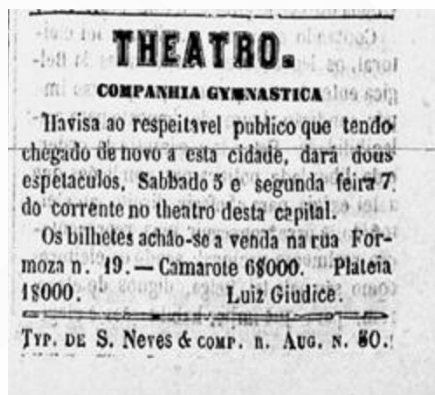 THEATRO.
COMPANHIA GYMNASTICA
Havisa ao respeitavel publico que tendo
chegado de novo a esta cidade, dará dous
espetaculos, Sabbado 5 e segunda feira 7
do corrente no theatro desta capital.
Os bilhetes achão-se a venda na rua For-
moza n. 19.—Camarote 6$000. Plateia
1$000. Luiz Giudice.
TYP. DE S. NEVES & COMP. R. AUG. N. 50.